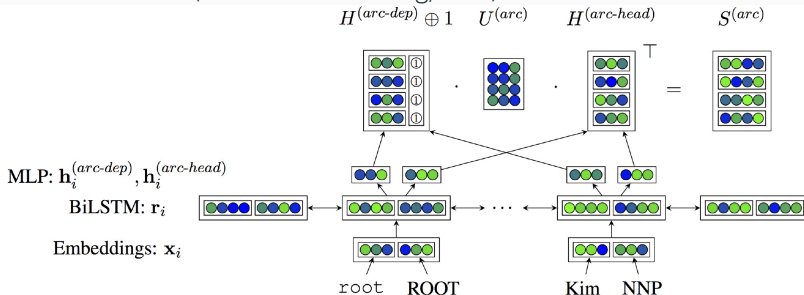 H^(arc-dep) ⊕ 1 U^(arc) H^(arc-head) S^(arc)
① ⊤
①
· · =
①
①
MLP: h_i^(arc-dep), h_i^(arc-head)
BiLSTM: r_i ...
Embeddings: x_i
root ROOT Kim NNP